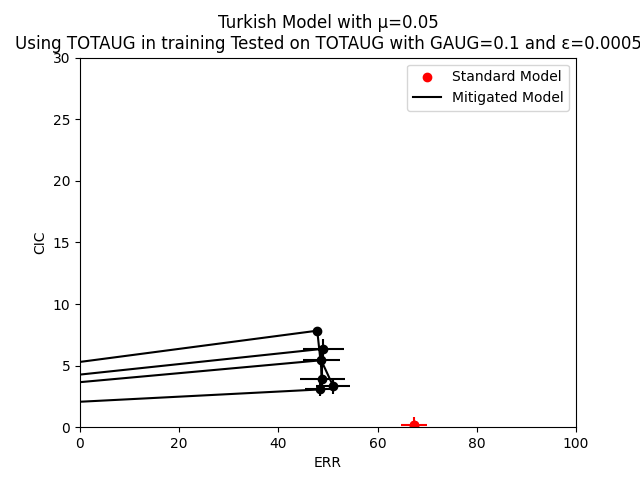 Turkish Model with μ=0.05
Using TOTAUG in training Tested on TOTAUG with GAUG=0.1 and ε=0.0005
Standard Model
Mitigated Model
30
25
20
15
10
5
0
CIC
0 20 40 60 80 100
ERR